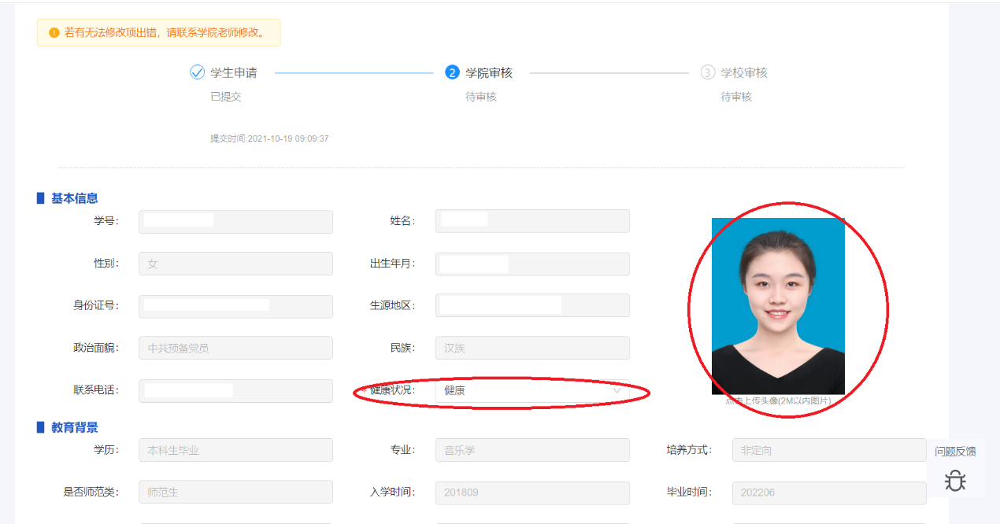 若有无法修改项出错，请联系学院老师修改。
学生申请 2 学院审核 3 学校审核
已提交 待审核 待审核
提交时间:2021-10-19 09:09:37
基本信息
学号： 姓名：
性别： 女 出生年月：
身份证号： 生源地区：
政治面貌： 中共预备党员 民族： 汉族
联系电话： * 健康状况： 健康
点击上传头像(2M以内图片)
教育背景
学历： 本科生毕业 专业： 音乐学 培养方式： 非定向
问题反馈
是否师范类： 师范生 入学时间： 201809 毕业时间： 202206